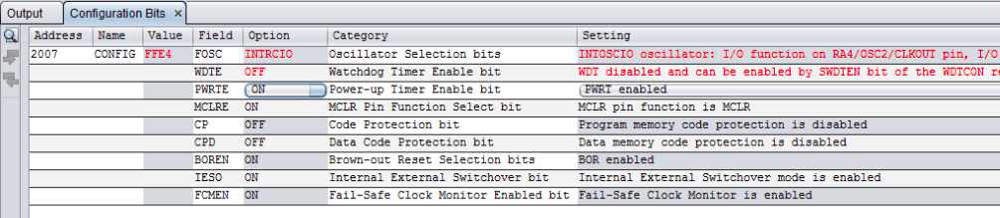 Output Configuration Bits ×
Address Name Value Field Option Category Setting
2007 CONFIG FFE4 FOSC INTRCIO Oscillator Selection bits INTOSCIO oscillator: I/O function on RA4/OSC2/CLKOUT pin, I/O
WDTE OFF Watchdog Timer Enable bit WDT disabled and can be enabled by SWDTEN bit of the WDTCON re
PWRTE ON Power-up Timer Enable bit PWRT enabled
MCLRE ON MCLR Pin Function Select bit MCLR pin function is MCLR
CP OFF Code Protection bit Program memory code protection is disabled
CPD OFF Data Code Protection bit Data memory code protection is disabled
BOREN ON Brown-out Reset Selection bits BOR enabled
IESO ON Internal External Switchover bit Internal External Switchover mode is enabled
FCMEN ON Fail-Safe Clock Monitor Enabled bit Fail-Safe Clock Monitor is enabled